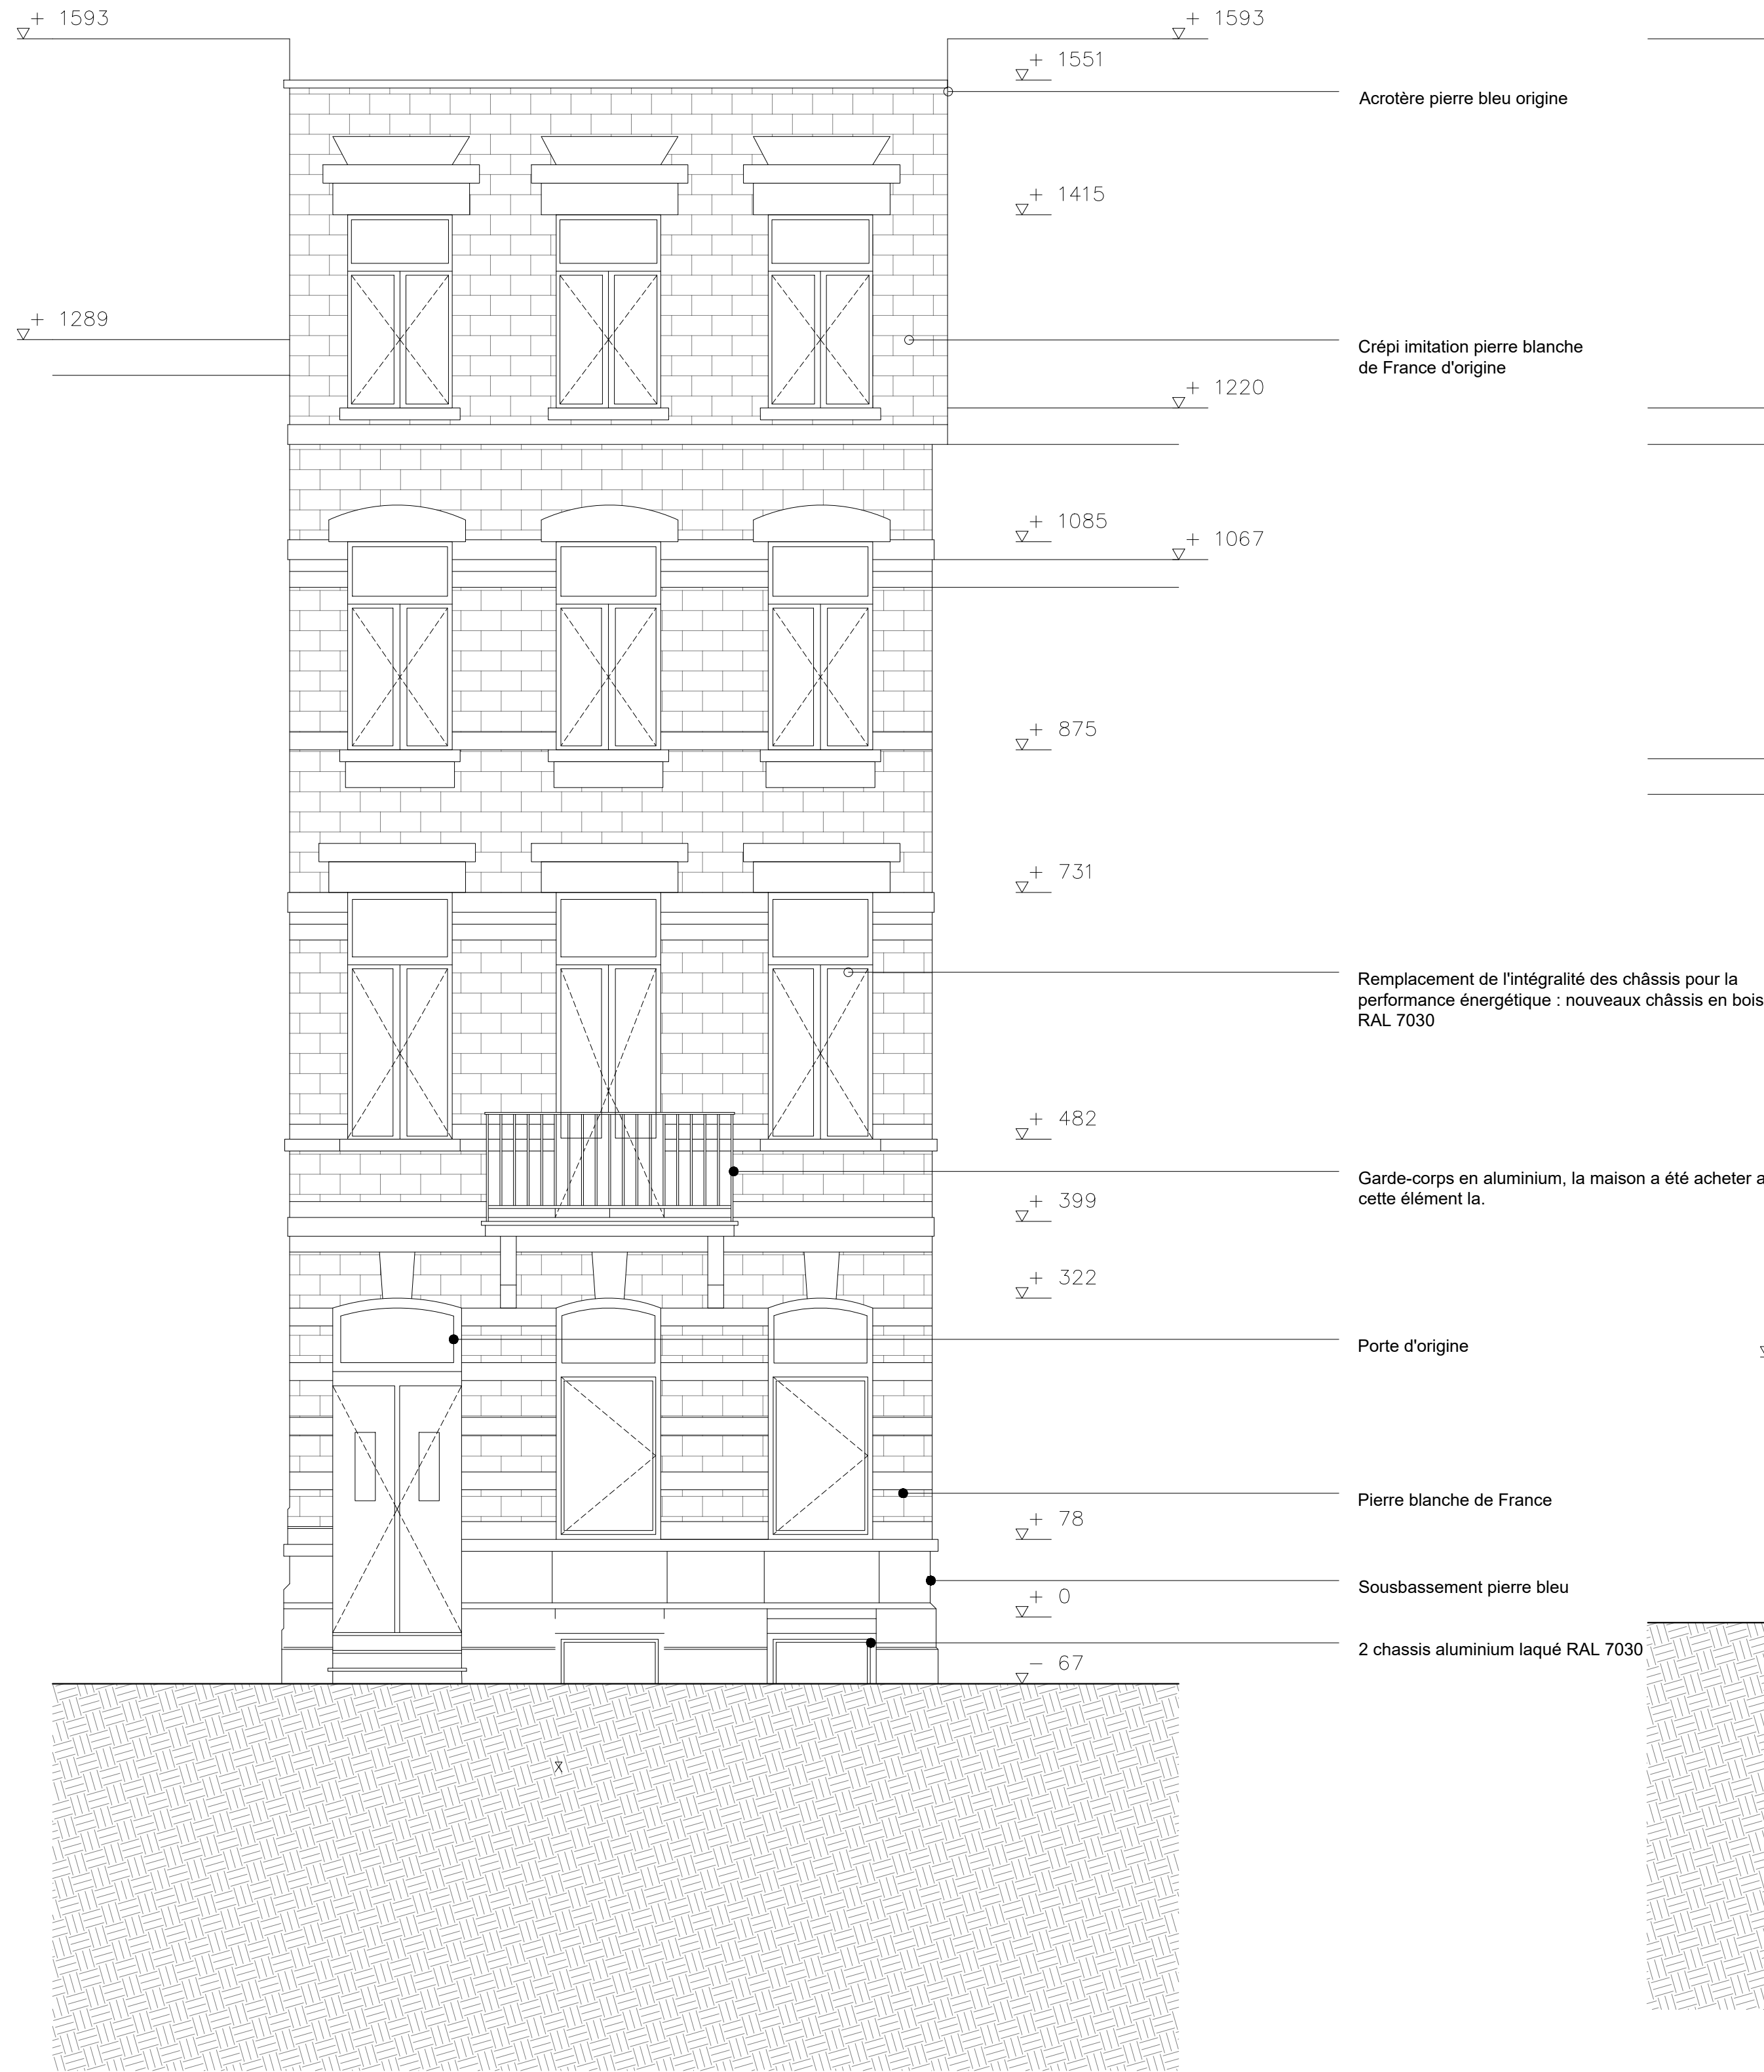 + 1593
+ 1593
+ 1551
Acrotère pierre bleu origine
+ 1415
+ 1289
Crépi imitation pierre blanche
de France d'origine
+ 1220
+ 1085
+ 1067
+ 875
+ 731
Remplacement de l'intégralité des châssis pour la
performance énergétique : nouveaux châssis en bois
RAL 7030
+ 482
Garde-corps en aluminium, la maison a été acheter
cette élément la.
+ 399
+ 322
Porte d'origine
Pierre blanche de France
+ 78
Sousbassement pierre bleu
+ 0
2 chassis aluminium laqué RAL 7030
- 67